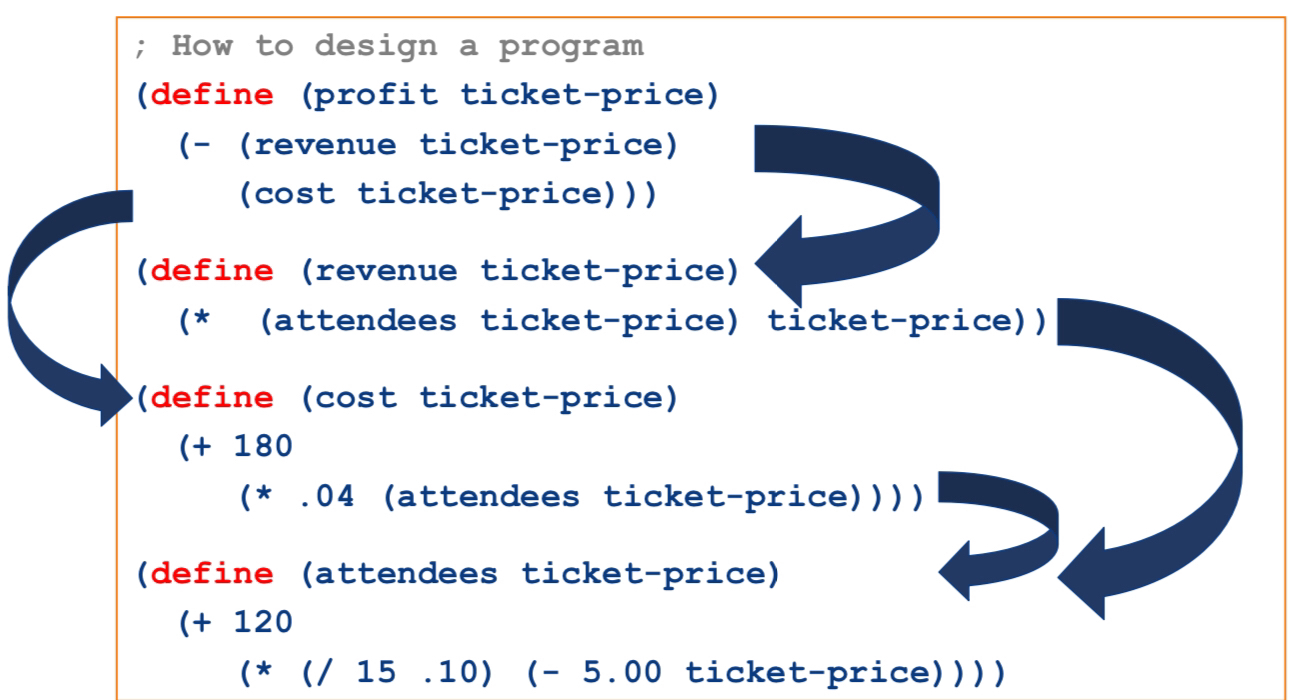 ; How to design a program
(define (profit ticket-price)
(- (revenue ticket-price)
(cost ticket-price)))
(define (revenue ticket-price)
(* (attendees ticket-price) ticket-price))
(define (cost ticket-price)
(+ 180
(* .04 (attendees ticket-price))))
(define (attendees ticket-price)
(+ 120
(* (/ 15 .10) (- 5.00 ticket-price))))